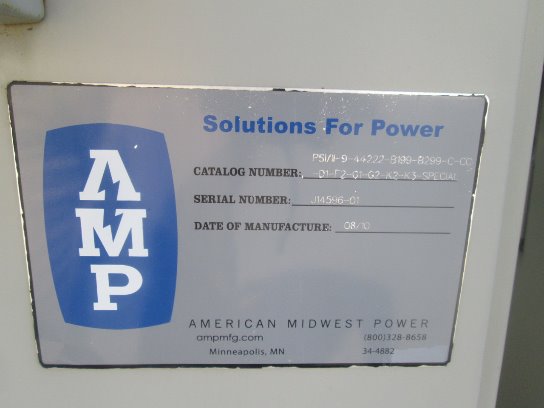 AMP
Solutions For Power
PSI/II-9-44222-B199-B299-C-CC
CATALOG NUMBER: D1-F2-G1-G2-K2-K3-SPECIAL
SERIAL NUMBER: J14596-01
DATE OF MANUFACTURE: 08/10
AMERICAN MIDWEST POWER
ampmfg.com (800)328-8658
Minneapolis, MN 34-4882